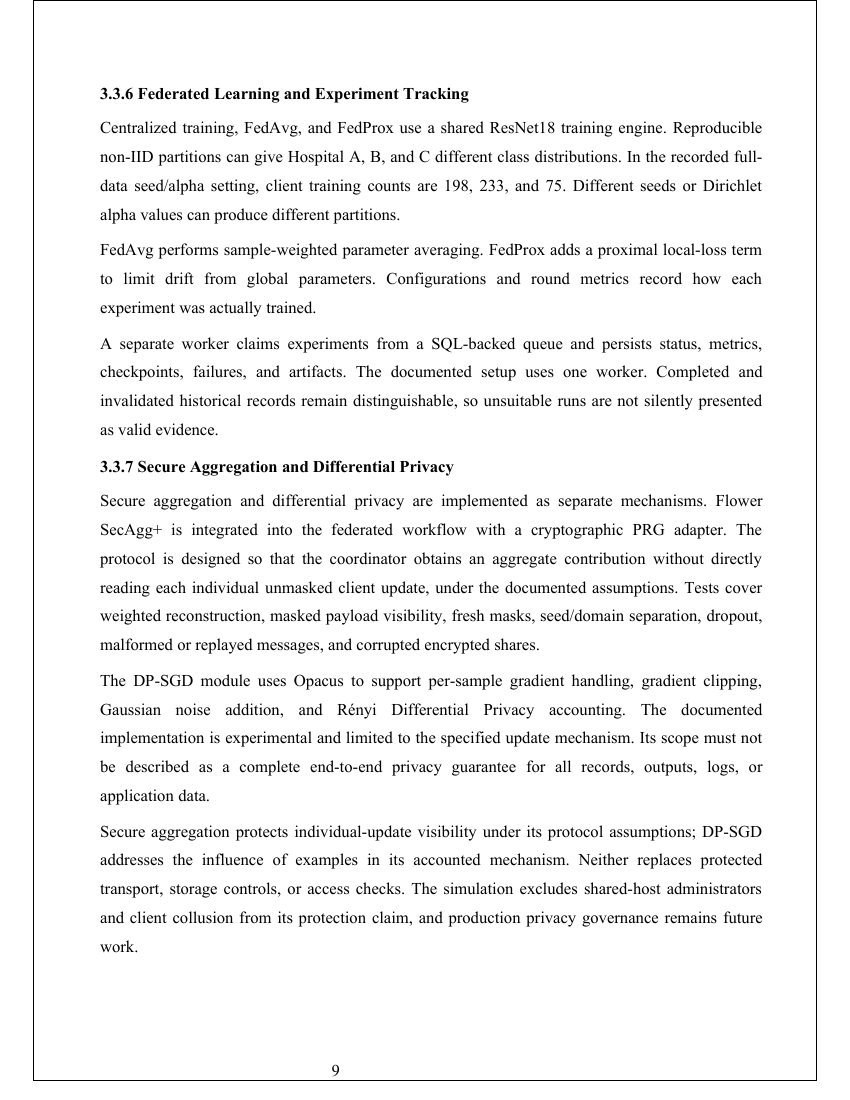 3.3.6 Federated Learning and Experiment Tracking
Centralized training, FedAvg, and FedProx use a shared ResNet18 training engine. Reproducible
non-IID partitions can give Hospital A, B, and C different class distributions. In the recorded full-
data seed/alpha setting, client training counts are 198, 233, and 75. Different seeds or Dirichlet
alpha values can produce different partitions.
FedAvg performs sample-weighted parameter averaging. FedProx adds a proximal local-loss term
to limit drift from global parameters. Configurations and round metrics record how each
experiment was actually trained.
A separate worker claims experiments from a SQL-backed queue and persists status, metrics,
checkpoints, failures, and artifacts. The documented setup uses one worker. Completed and
invalidated historical records remain distinguishable, so unsuitable runs are not silently presented
as valid evidence.
3.3.7 Secure Aggregation and Differential Privacy
Secure aggregation and differential privacy are implemented as separate mechanisms. Flower
SecAgg+ is integrated into the federated workflow with a cryptographic PRG adapter. The
protocol is designed so that the coordinator obtains an aggregate contribution without directly
reading each individual unmasked client update, under the documented assumptions. Tests cover
weighted reconstruction, masked payload visibility, fresh masks, seed/domain separation, dropout,
malformed or replayed messages, and corrupted encrypted shares.
The DP-SGD module uses Opacus to support per-sample gradient handling, gradient clipping,
Gaussian noise addition, and Rényi Differential Privacy accounting. The documented
implementation is experimental and limited to the specified update mechanism. Its scope must not
be described as a complete end-to-end privacy guarantee for all records, outputs, logs, or
application data.
Secure aggregation protects individual-update visibility under its protocol assumptions; DP-SGD
addresses the influence of examples in its accounted mechanism. Neither replaces protected
transport, storage controls, or access checks. The simulation excludes shared-host administrators
and client collusion from its protection claim, and production privacy governance remains future
work.
9